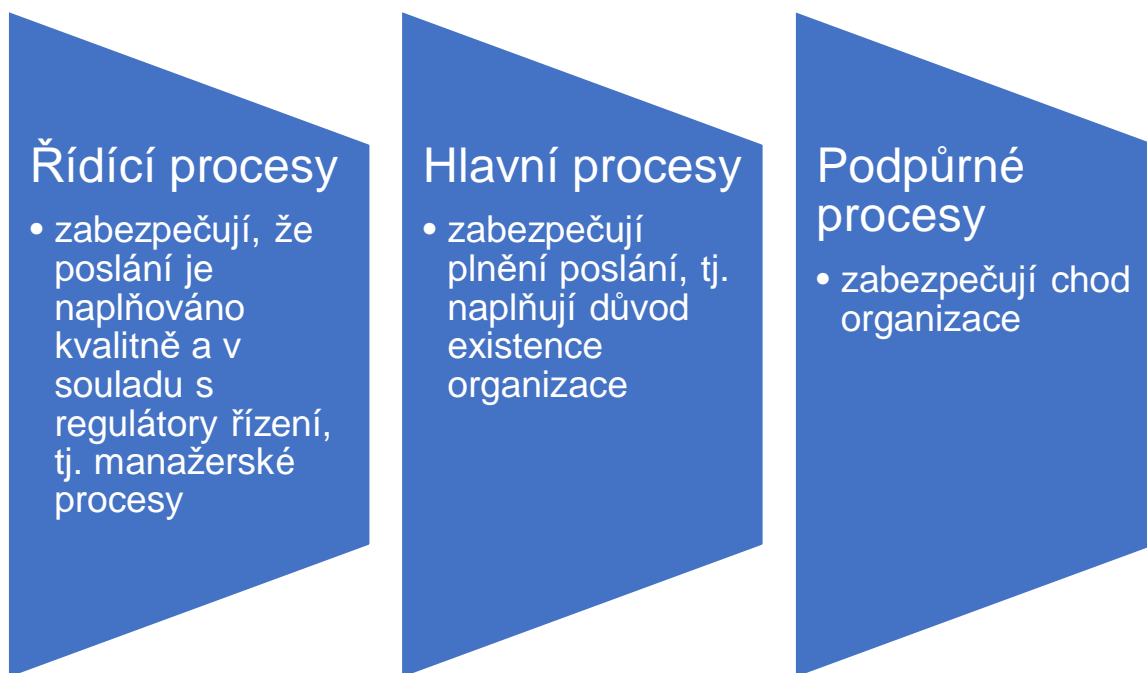 Řídící procesy
• zabezpečují, že
poslání je
naplňováno
kvalitně a v
souladu s
regulátory řízení,
tj. manažerské
procesy
Hlavní procesy
• zabezpečují
plnění poslání, tj.
naplňují důvod
existence
organizace
Podpůrné
procesy
• zabezpečují chod
organizace